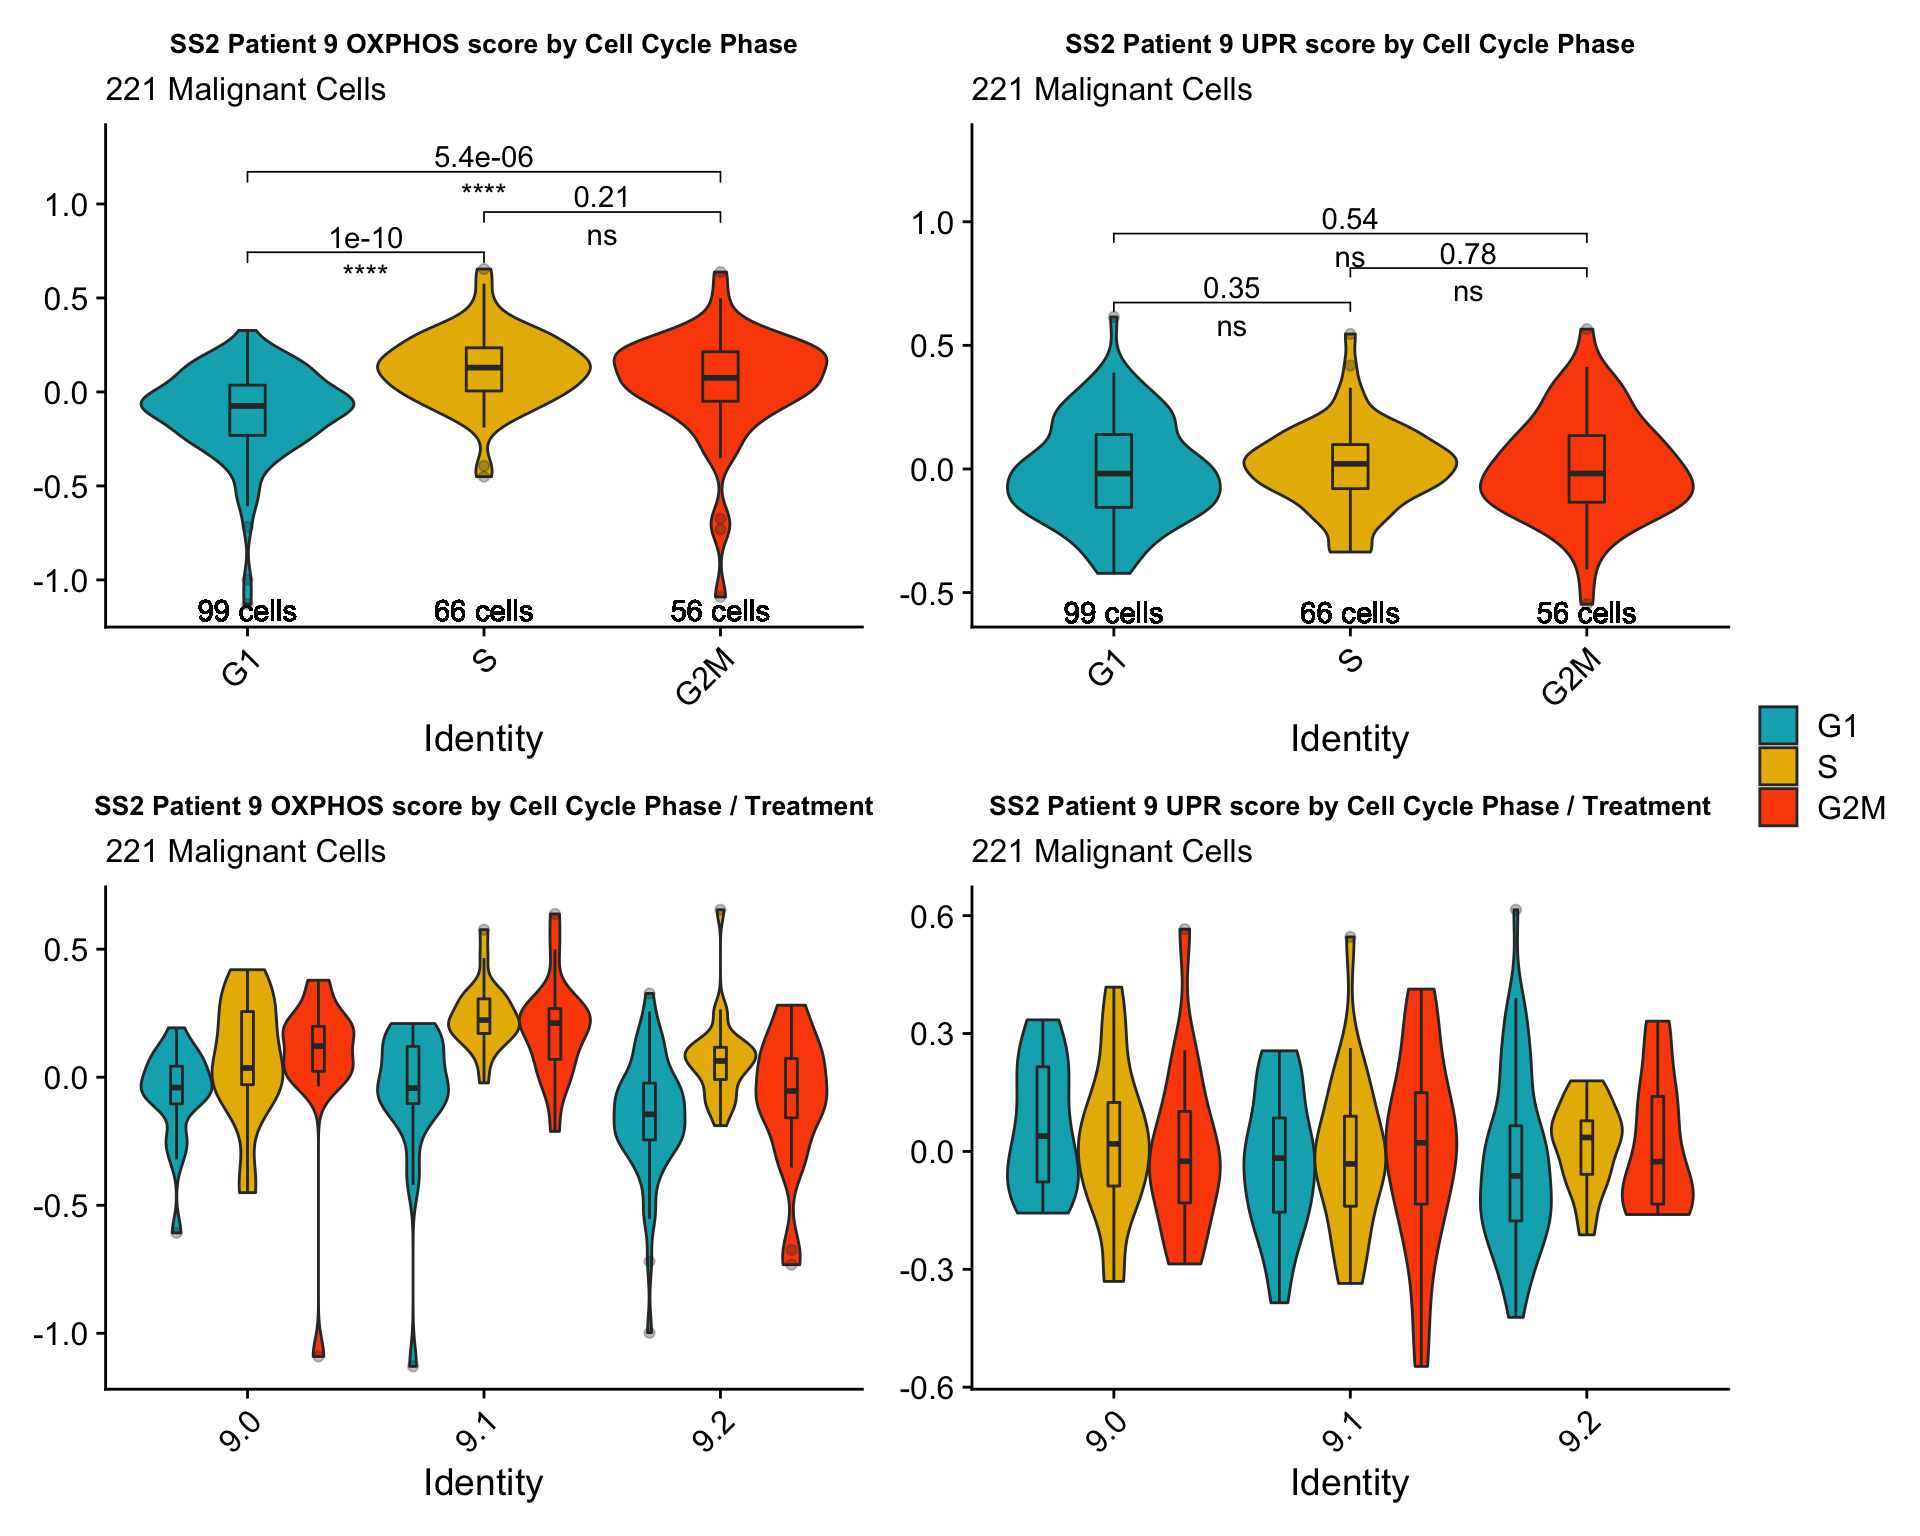 SS2 Patient 9 OXPHOS score by Cell Cycle Phase
221 Malignant Cells
5.4e-06
****
0.21
ns
1e-10
****
1.0
0.5
0.0
-0.5
-1.0
99 cells
66 cells
56 cells
G1
S
G2M
Identity
SS2 Patient 9 UPR score by Cell Cycle Phase
221 Malignant Cells
0.54
ns
0.78
ns
0.35
ns
1.0
0.5
0.0
-0.5
99 cells
66 cells
56 cells
G1
S
G2M
Identity
G1
S
G2M
SS2 Patient 9 OXPHOS score by Cell Cycle Phase / Treatment
221 Malignant Cells
0.5
0.0
-0.5
-1.0
9.0
9.1
9.2
Identity
SS2 Patient 9 UPR score by Cell Cycle Phase / Treatment
221 Malignant Cells
0.6
0.3
0.0
-0.3
-0.6
9.0
9.1
9.2
Identity